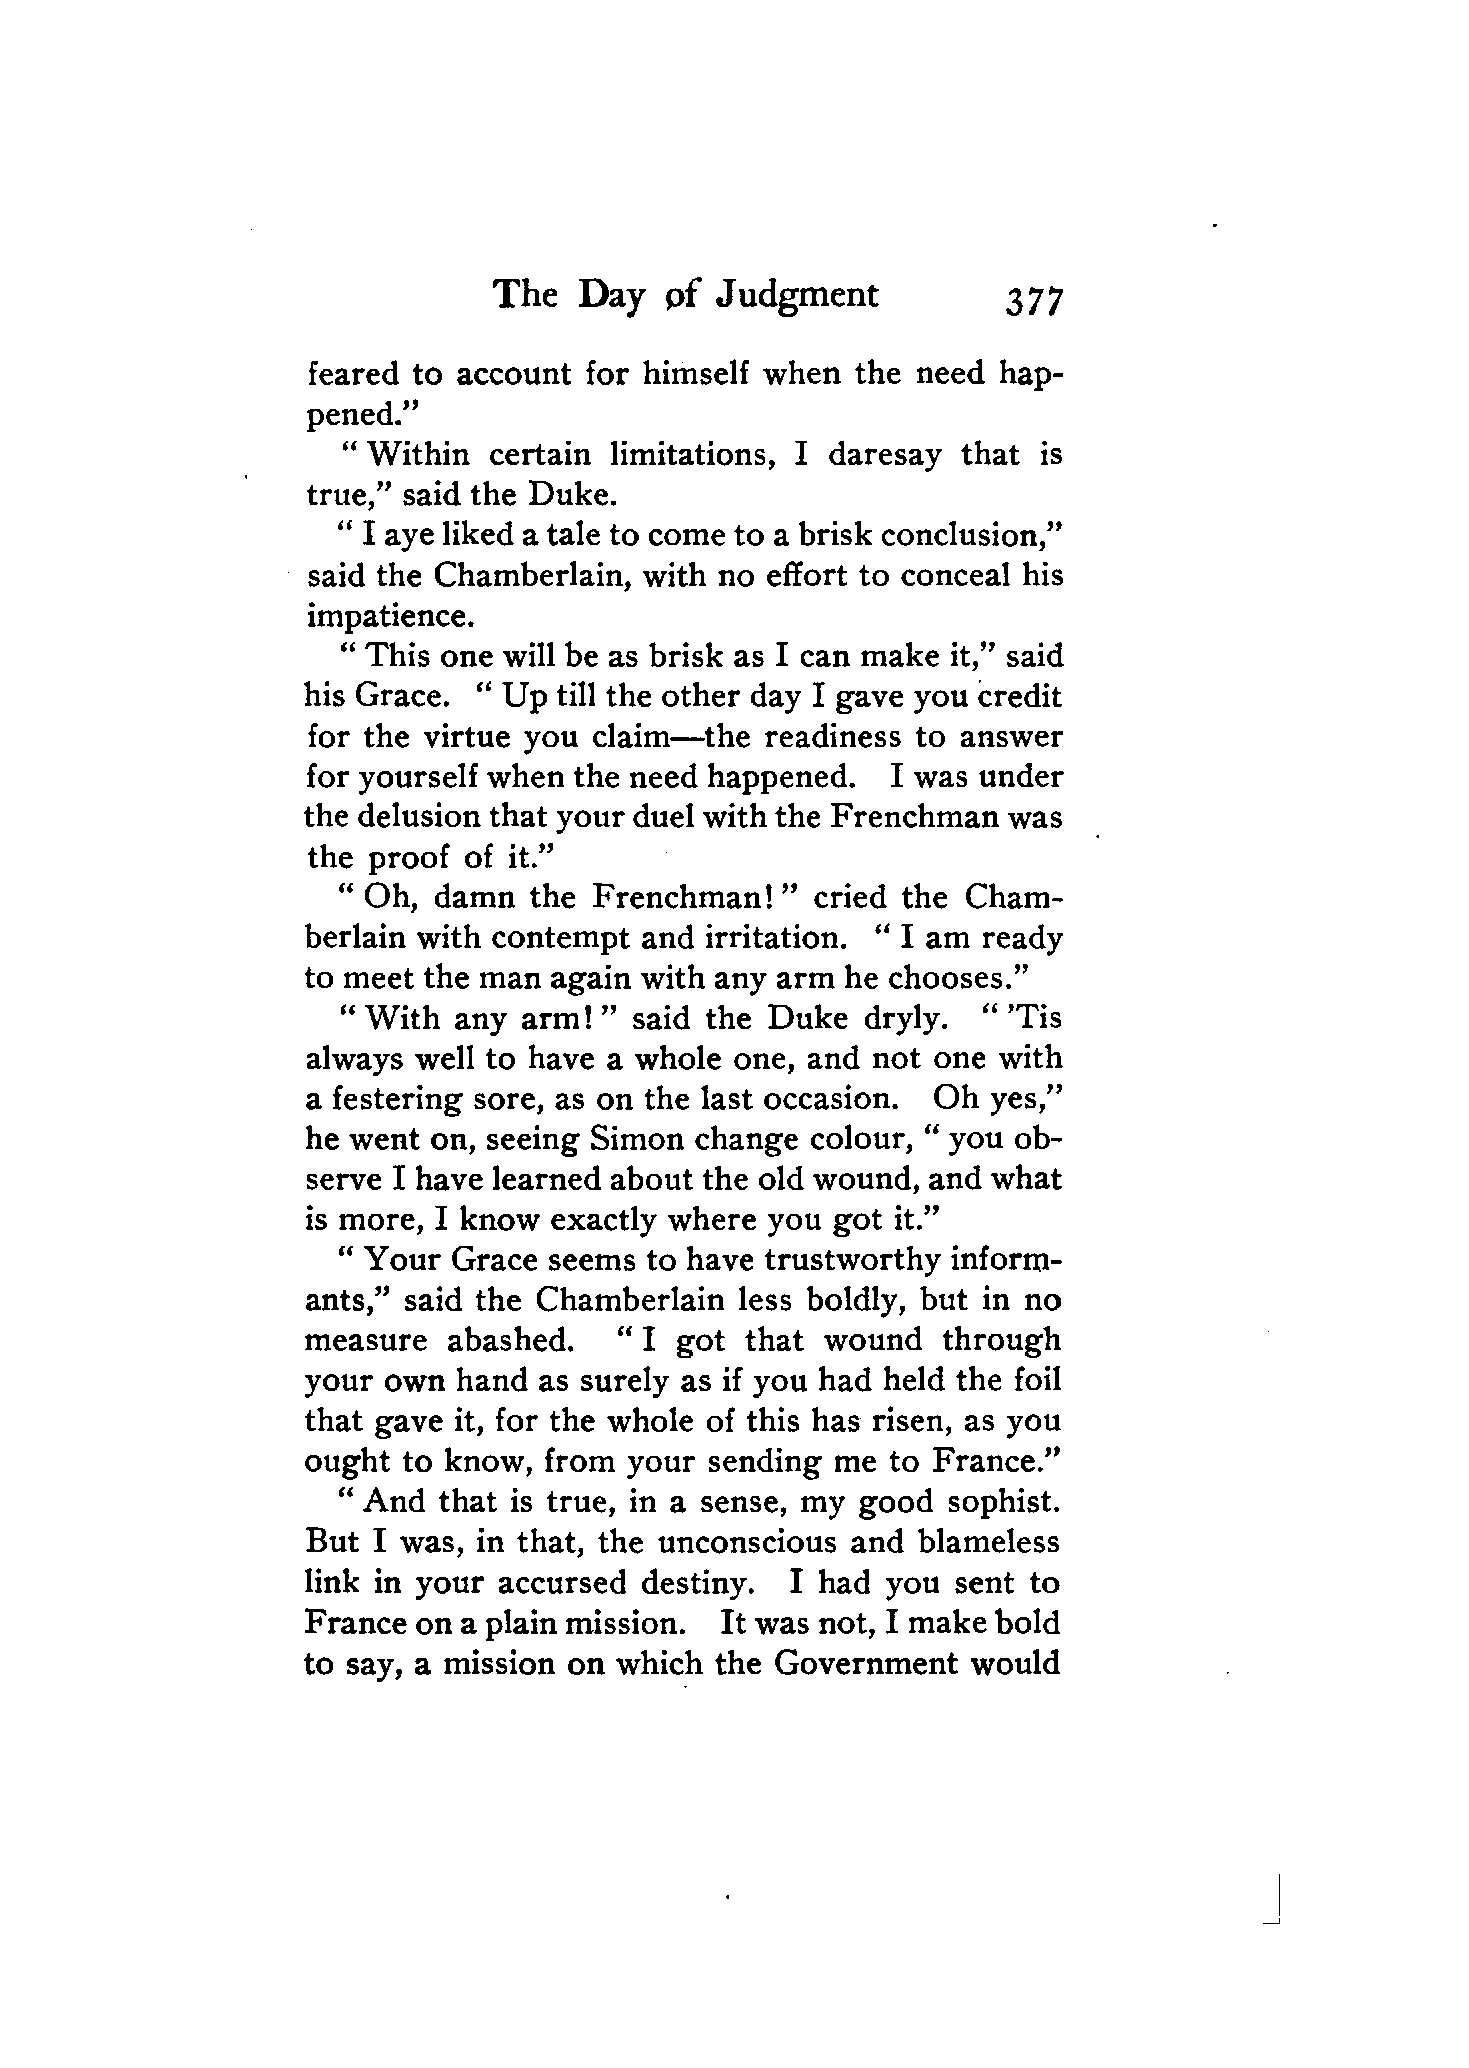 The Day of Judgment 377
feared to account for himself when the need hap-
pened.”
“ Within certain limitations, I daresay that is
true,” said the Duke.
“ I aye liked a tale to come to a brisk conclusion,”
said the Chamberlain, with no effort to conceal his
impatience.
“ This one will be as brisk as I can make it,” said
his Grace. “ Up till the other day I gave you credit
for the virtue you claim—the readiness to answer
for yourself when the need happened. I was under
the delusion that your duel with the Frenchman was
the proof of it.”
“ Oh, damn the Frenchman! ” cried the Cham-
berlain with contempt and irritation. “ I am ready
to meet the man again with any arm he chooses.”
“ With any arm! ” said the Duke dryly. “ ’Tis
always well to have a whole one, and not one with
a festering sore, as on the last occasion. Oh yes,”
he went on, seeing Simon change colour, “ you ob-
serve I have learned about the old wound, and what
is more, I know exactly where you got it.”
“ Your Grace seems to have trustworthy inform-
ants,” said the Chamberlain less boldly, but in no
measure abashed. “ I got that wound through
your own hand as surely as if you had held the foil
that gave it, for the whole of this has risen, as you
ought to know, from your sending me to France.”
“ And that is true, in a sense, my good sophist.
But I was, in that, the unconscious and blameless
link in your accursed destiny. I had you sent to
France on a plain mission. It was not, I make bold
to say, a mission on which the Government would